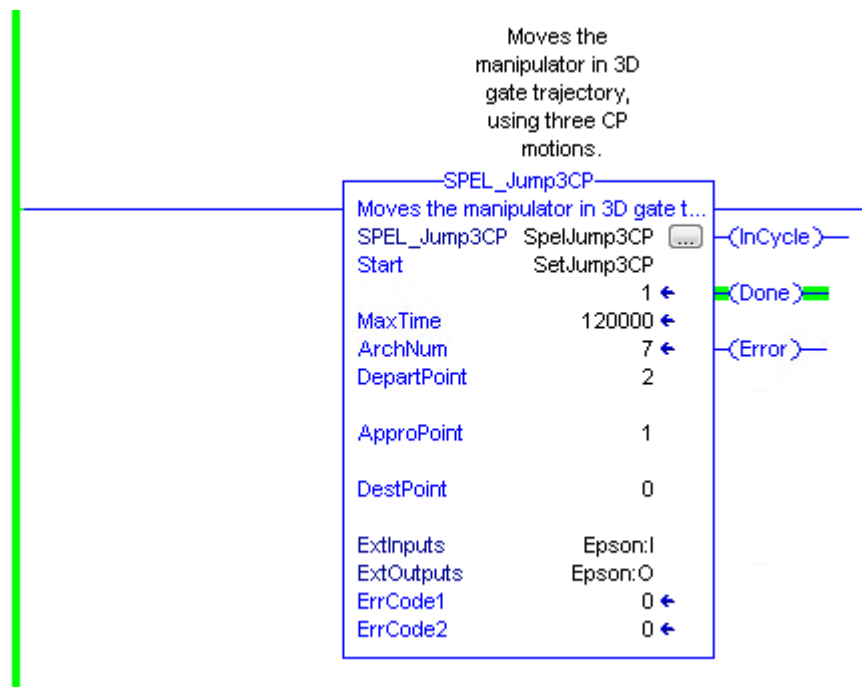 Moves the
manipulator in 3D
gate trajectory,
using three CP
motions.
SPEL_Jump3CP
Moves the manipulator in 3D gate t...
SPEL_Jump3CP SpelJump3CP ... (InCycle)
Start SetJump3CP
1 (Done)
MaxTime 120000
ArchNum 7 (Error)
DepartPoint 2
ApproPoint 1
DestPoint 0
ExtInputs Epson:I
ExtOutputs Epson:O
ErrCode1 0
ErrCode2 0